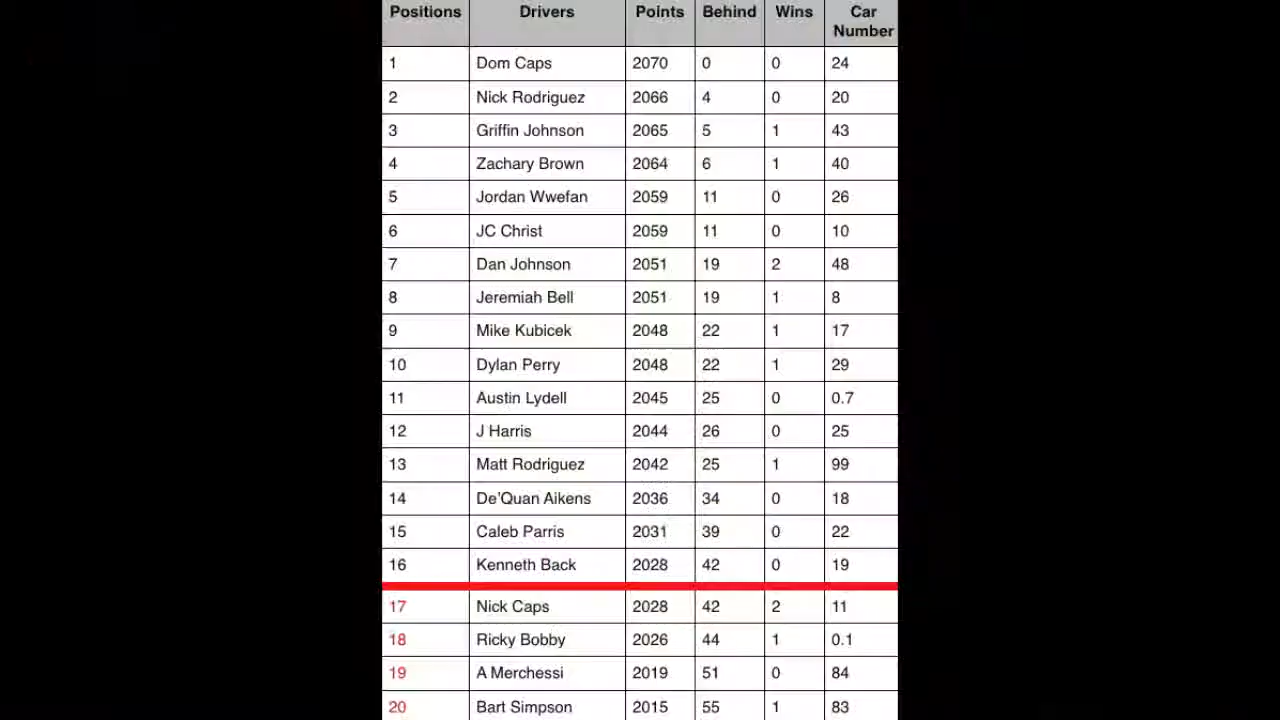 Positions Drivers Points Behind Wins Car Number
1 Dom Caps 2070 0 0 24
2 Nick Rodriguez 2066 4 0 20
3 Griffin Johnson 2065 5 1 43
4 Zachary Brown 2064 6 1 40
5 Jordan Wwefan 2059 11 0 26
6 JC Christ 2059 11 0 10
7 Dan Johnson 2051 19 2 48
8 Jeremiah Bell 2051 19 1 8
9 Mike Kubicek 2048 22 1 17
10 Dylan Perry 2048 22 1 29
11 Austin Lydell 2045 25 0 0.7
12 J Harris 2044 26 0 25
13 Matt Rodriguez 2042 25 1 99
14 De’Quan Aikens 2036 34 0 18
15 Caleb Parris 2031 39 0 22
16 Kenneth Back 2028 42 0 19
17 Nick Caps 2028 42 2 11
18 Ricky Bobby 2026 44 1 0.1
19 A Merchessi 2019 51 0 84
20 Bart Simpson 2015 55 1 83